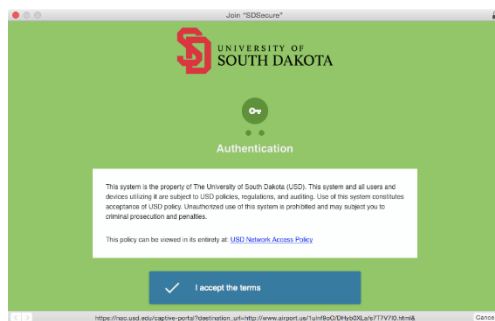 Join "SDSecure"
UNIVERSITY OF
SOUTH DAKOTA
Authentication
This system is the property of The University of South Dakota (USD). This system and all users and
devices utilizing it are subject to USD policies, regulations, and auditing. Use of this system constitutes
acceptance of USD policy. Unauthorized use of this system is prohibited and may subject you to
criminal prosecution and penalties.
This policy can be viewed in its entirety at: USD Network Access Policy
I accept the terms
Cance